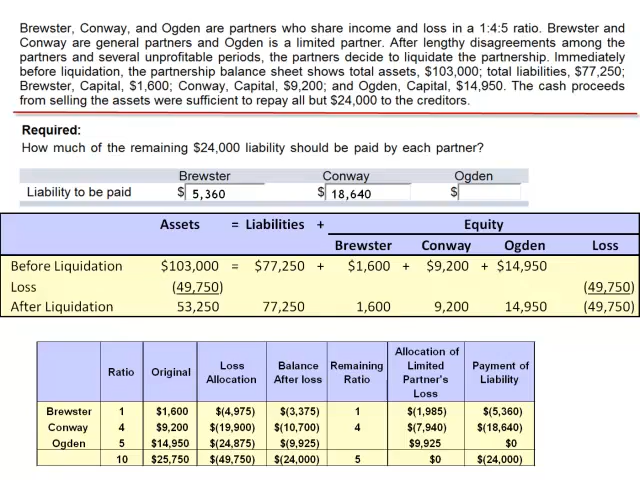 Brewster, Conway, and Ogden are partners who share income and loss in a 1:4:5 ratio. Brewster and
Conway are general partners and Ogden is a limited partner. After lengthy disagreements among the
partners and several unprofitable periods, the partners decide to liquidate the partnership. Immediately
before liquidation, the partnership balance sheet shows total assets, $103,000; total liabilities, $77,250;
Brewster, Capital, $1,600; Conway, Capital, $9,200; and Ogden, Capital, $14,950. The cash proceeds
from selling the assets were sufficient to repay all but $24,000 to the creditors.
Required:
How much of the remaining $24,000 liability should be paid by each partner?
Brewster Conway Ogden
Liability to be paid $ 5,360 $ 18,640 $
Assets = Liabilities + Equity
Brewster Conway Ogden Loss
Before Liquidation $103,000 = $77,250 + $1,600 + $9,200 + $14,950
Loss (49,750) (49,750)
After Liquidation 53,250 77,250 1,600 9,200 14,950 (49,750)
Ratio Original Loss Allocation Balance After loss Remaining Ratio Allocation of Limited Partner's Loss Payment of Liability
Brewster 1 $1,600 $(4,975) $(3,375) 1 $(1,985) $(5,360)
Conway 4 $9,200 $(19,900) $(10,700) 4 $(7,940) $(18,640)
Ogden 5 $14,950 $(24,875) $(9,925) $9,925 $0
10 $25,750 $(49,750) $(24,000) 5 $0 $(24,000)